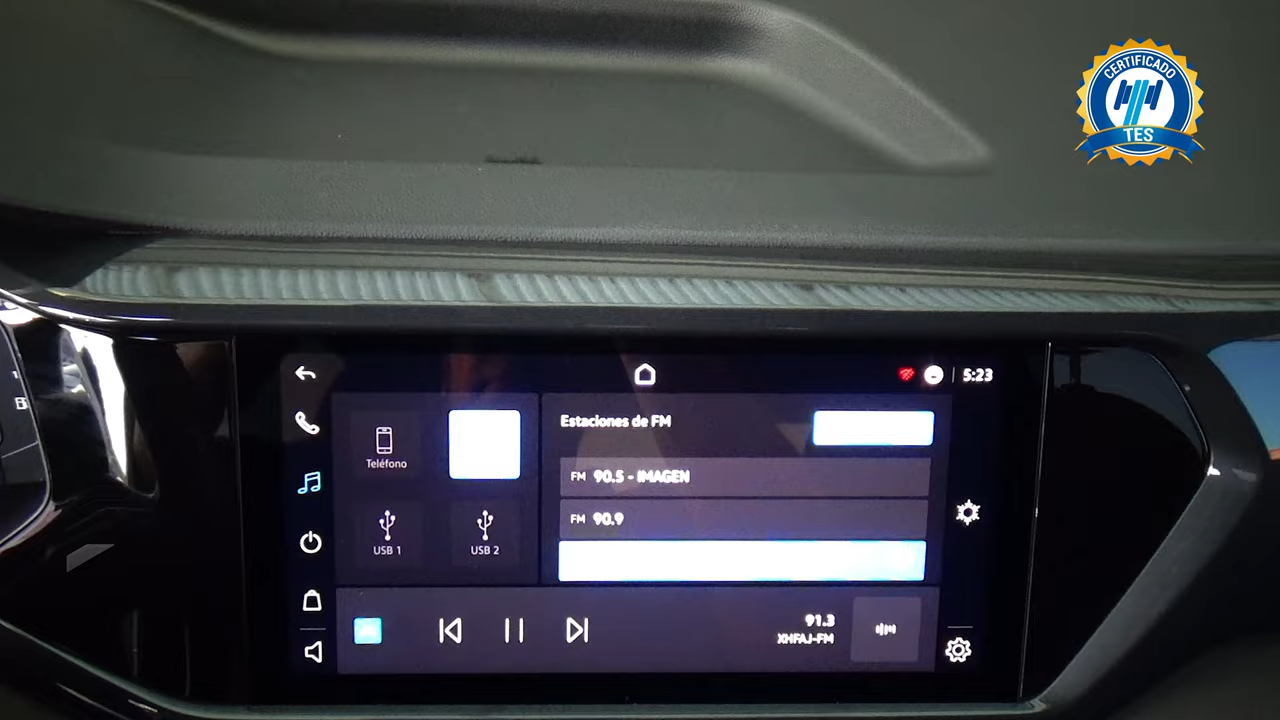 CERTIFICADO
TES
5:23
Teléfono
Estaciones de FM
FM 90.5 - IMAGEN
FM 90.9
USB 1
USB 2
91.3
XHFAJ-FM